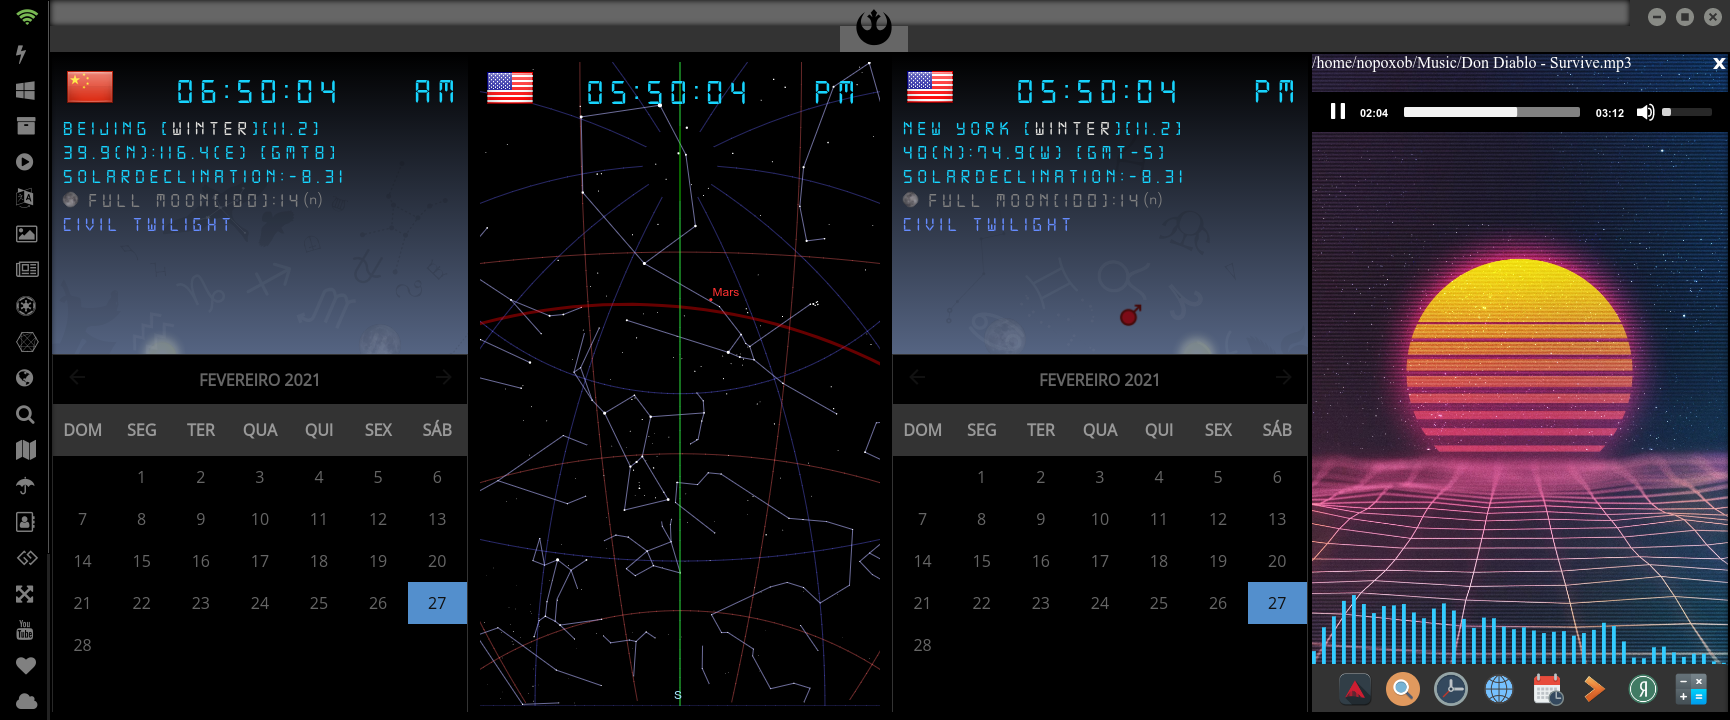 06:50:04 AM
BEIJING [WINTER][11.2]
39.9(N):116.4(E) [GMT8]
SOLARDECLINATION:-8.31
FULL MOON[100]:14(n)
CIVIL TWILIGHT
FEVEREIRO 2021
DOM SEG TER QUA QUI SEX SÁB
1 2 3 4 5 6
7 8 9 10 11 12 13
14 15 16 17 18 19 20
21 22 23 24 25 26 27
28
05:50:04 PM
Mars
S
05:50:04 PM
NEW YORK [WINTER][11.2]
40(N):74.9(W) [GMT-5]
SOLARDECLINATION:-8.31
FULL MOON[100]:14(n)
CIVIL TWILIGHT
FEVEREIRO 2021
DOM SEG TER QUA QUI SEX SÁB
1 2 3 4 5 6
7 8 9 10 11 12 13
14 15 16 17 18 19 20
21 22 23 24 25 26 27
28
/home/nopoxob/Music/Don Diablo - Survive.mp3 x
02:04 03:12
You
Tube
Я